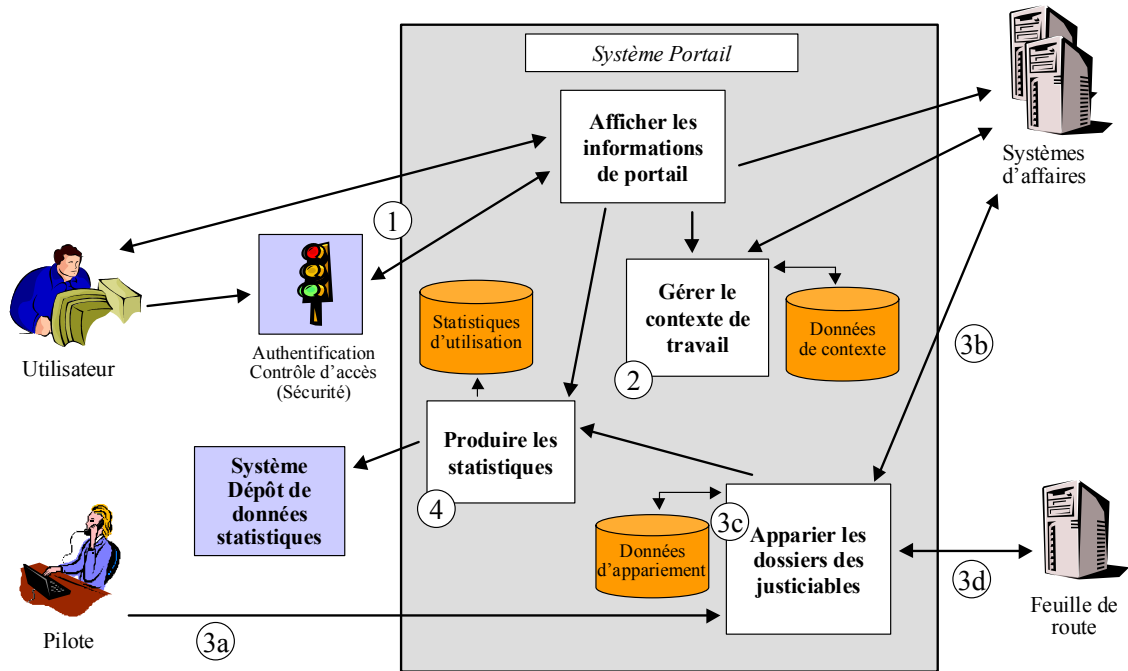 Système Portail
Afficher les
informations
de portail
Systèmes
d'affaires
1
Utilisateur
Authentification
Contrôle d'accès
(Sécurité)
Statistiques
d'utilisation
Gérer le
contexte de
travail
2
Données
de contexte
3b
Produire les
statistiques
4
Système
Dépôt de
données
statistiques
3c
Données
d'appariement
Apparier les
dossiers des
justiciables
3d
Feuille de
route
Pilote
3a